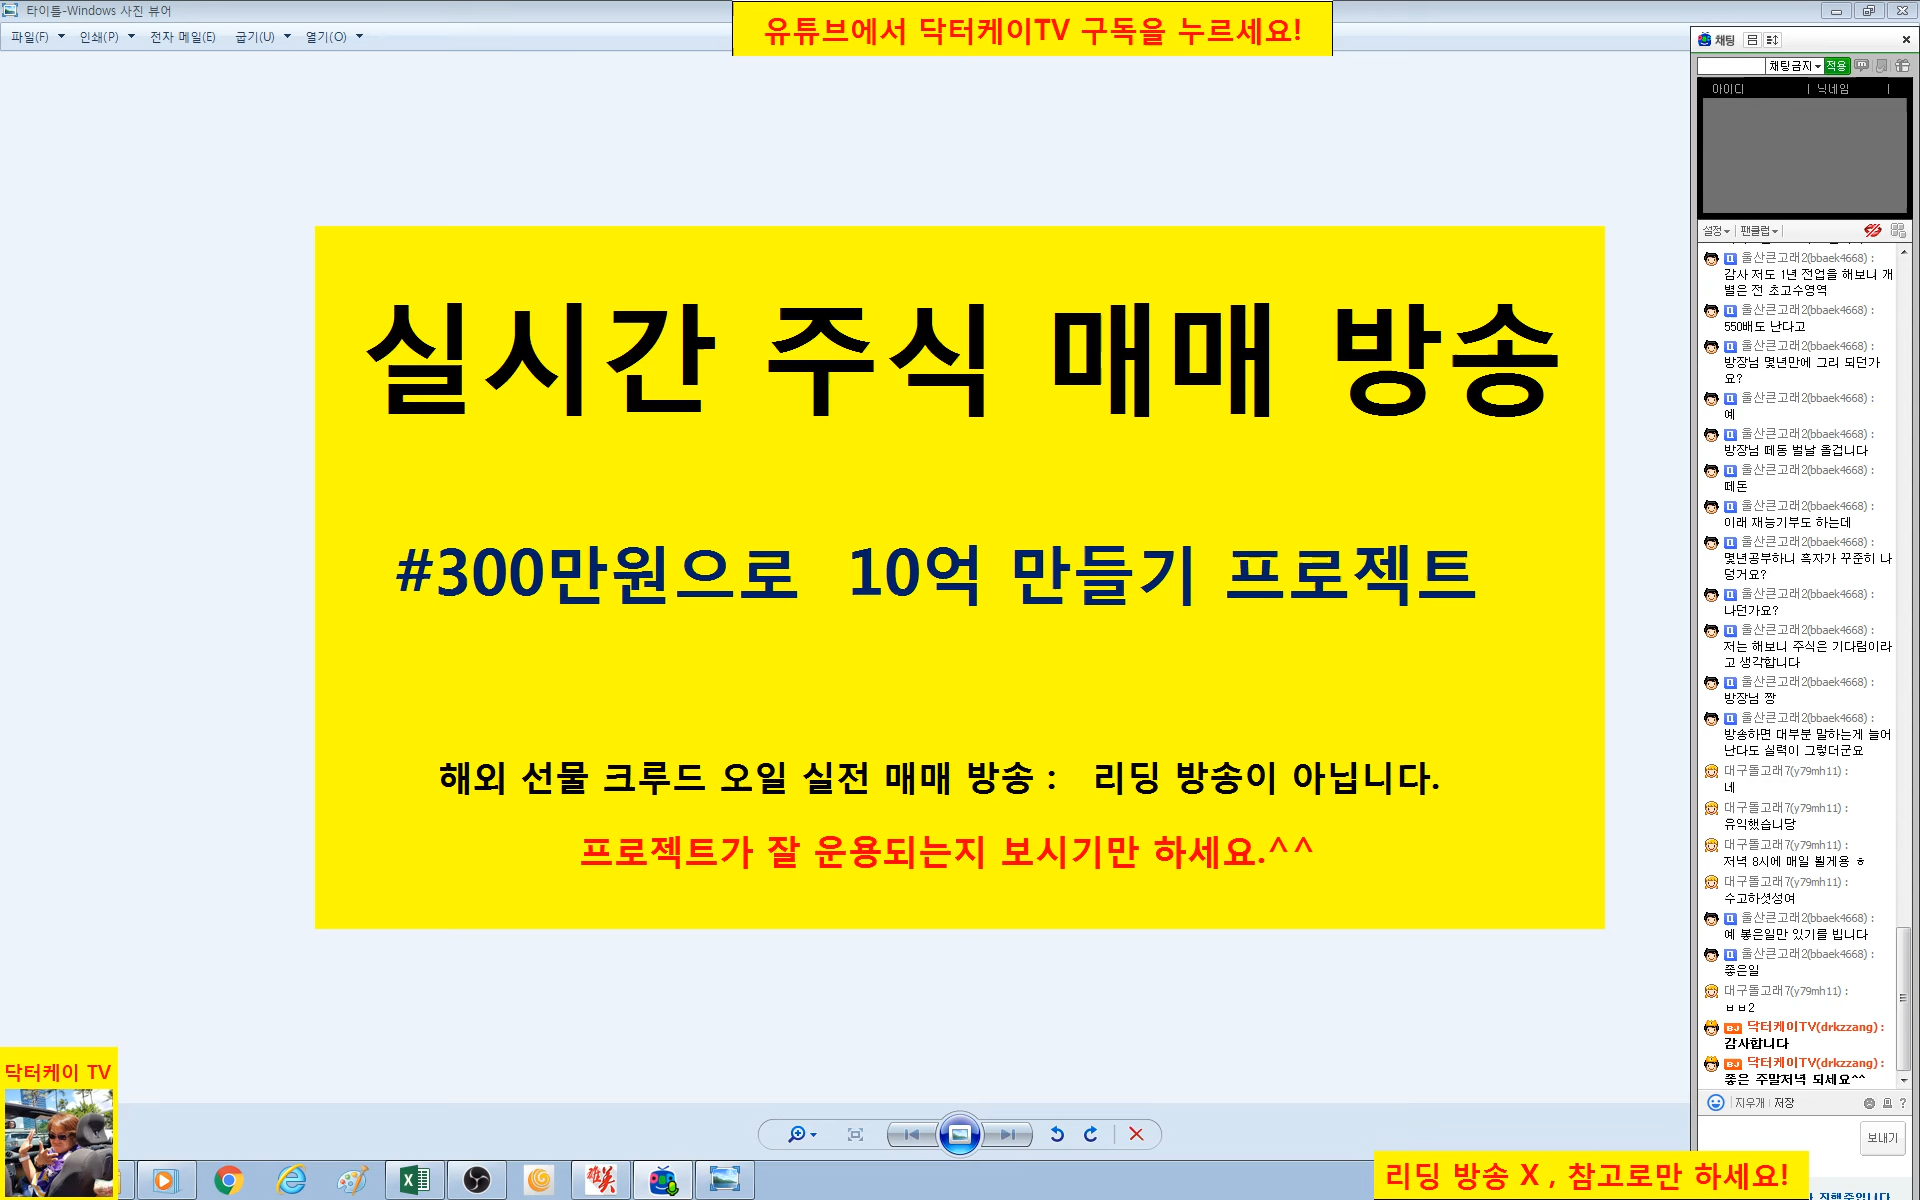 타이틀-Windows 사진 뷰어
파일(F) 인쇄(P) 전자 메일(E) 굽기(U) 열기(O)
유튜브에서 닥터케이TV 구독을 누르세요!
실시간 주식 매매 방송
#300만원으로 10억 만들기 프로젝트
해외 선물 크루드 오일 실전 매매 방송 : 리딩 방송이 아닙니다.
프로젝트가 잘 운용되는지 보시기만 하세요.^^
닥터케이 TV
채팅
채팅금지 적용
아이디 | 닉네임 |
설정 | 팬클럽 |
울산큰고래2(bbaek4668) :
감사 저도 1년 전업을 해보니 개
별은 전 초고수영역
울산큰고래2(bbaek4668) :
550배도 난다고
울산큰고래2(bbaek4668) :
방장님 몇년만에 그리 되던가
요?
울산큰고래2(bbaek4668) :
예
울산큰고래2(bbaek4668) :
방장님 떼동 벌날 올겁니다
울산큰고래2(bbaek4668) :
떼돈
울산큰고래2(bbaek4668) :
이래 재능기부도 하는데
울산큰고래2(bbaek4668) :
몇년공부하니 흑자가 꾸준히 나
덩거요?
울산큰고래2(bbaek4668) :
나던가요?
울산큰고래2(bbaek4668) :
저는 해보니 주식은 기다림이라
고 생각합니다
울산큰고래2(bbaek4668) :
방장님 짱
울산큰고래2(bbaek4668) :
방송하면 대부분 말하는게 늘어
난다도 실력이 그렇더군요
대구돌고래7(y79mh11) :
네
대구돌고래7(y79mh11) :
유익했습니당
대구돌고래7(y79mh11) :
저녁 8시에 매일 뵐게용 ㅎ
대구돌고래7(y79mh11) :
수고하셧성여
울산큰고래2(bbaek4668) :
예 봉은일만 있기를 빕니다
울산큰고래2(bbaek4668) :
좋은일
대구돌고래7(y79mh11) :
ㅂㅂ2
BJ 닥터케이TV(drkzzang) :
감사합니다
BJ 닥터케이TV(drkzzang) :
좋은 주말저녁 되세요^^
지우개 | 저장
보내기
리딩 방송 X , 참고로만 하세요!